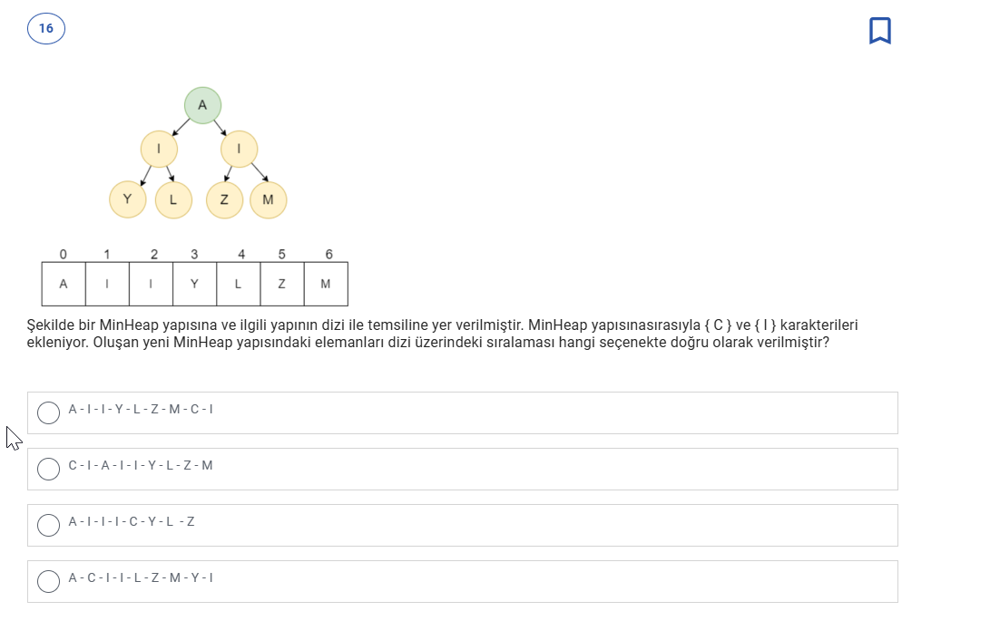 16
A
I I
Y L Z M
0 1 2 3 4 5 6
A I I Y L Z M
Şekilde bir MinHeap yapısına ve ilgili yapının dizi ile temsiline yer verilmiştir. MinHeap yapısınasırasıyla { C } ve { I } karakterileri
ekleniyor. Oluşan yeni MinHeap yapısındaki elemanları dizi üzerindeki sıralaması hangi seçenekte doğru olarak verilmiştir?
A - I - I - Y - L - Z - M - C - I
C - I - A - I - I - Y - L - Z - M
A - I - I - I - C - Y - L - Z
A - C - I - I - L - Z - M - Y - I